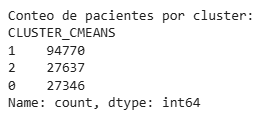 Conteo de pacientes por cluster:
CLUSTER_CMEANS
1    94770
2    27637
0    27346
Name: count, dtype: int64